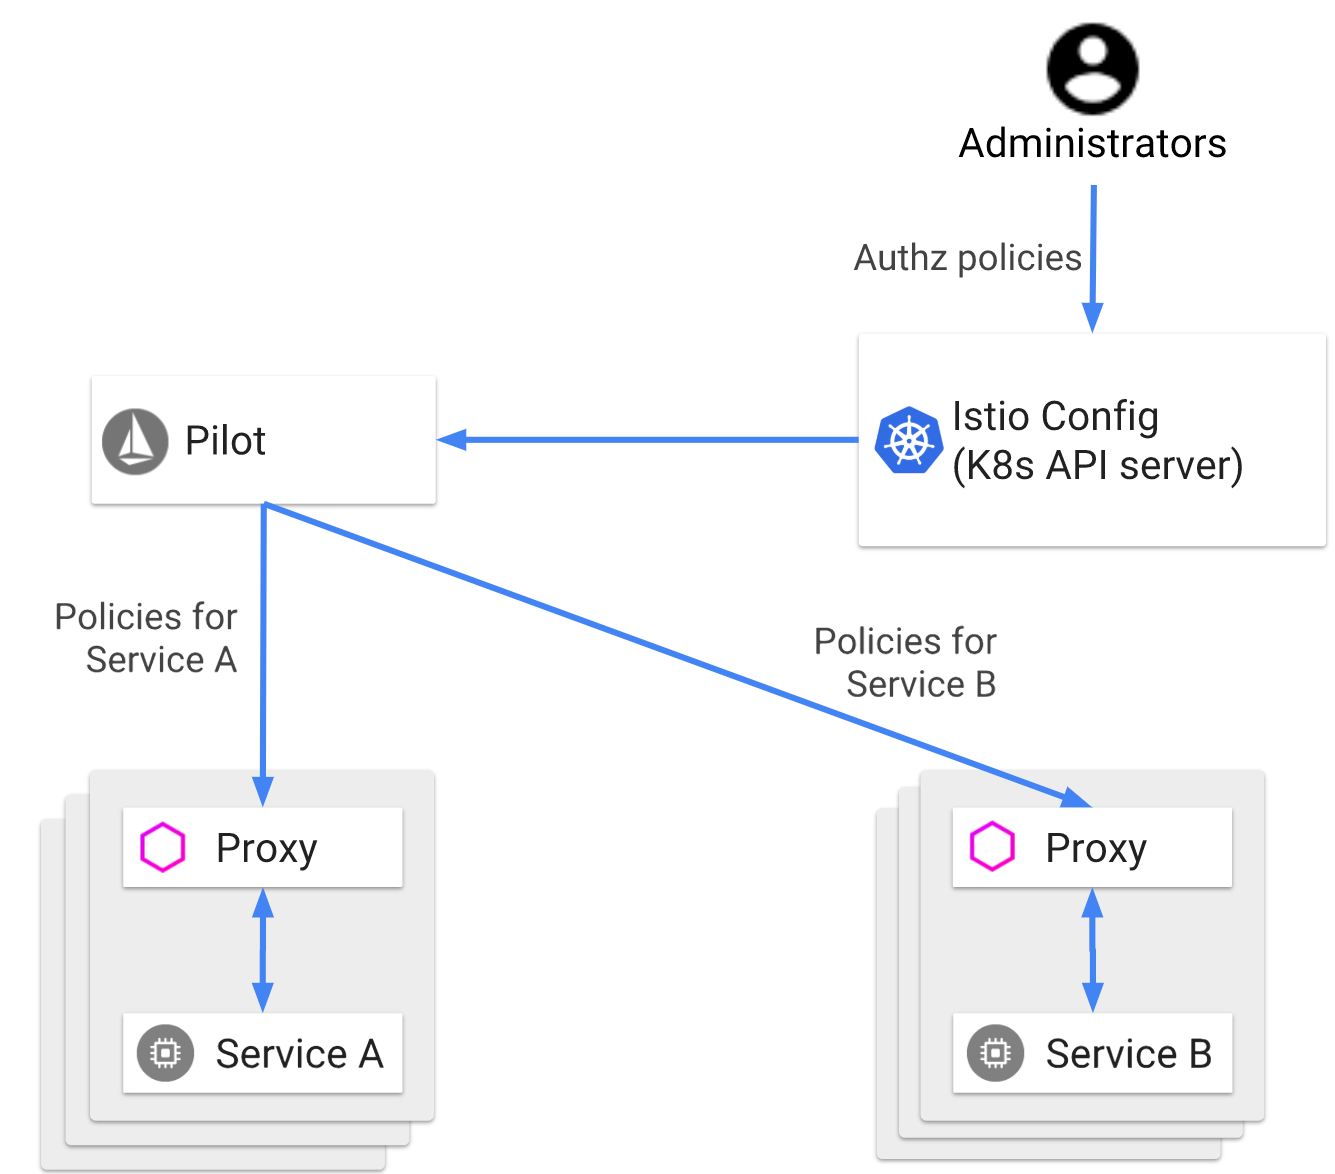 Administrators
Authz policies
Istio Config
(K8s API server)
Pilot
Policies for
Service A
Policies for
Service B
Proxy
Service A
Proxy
Service B